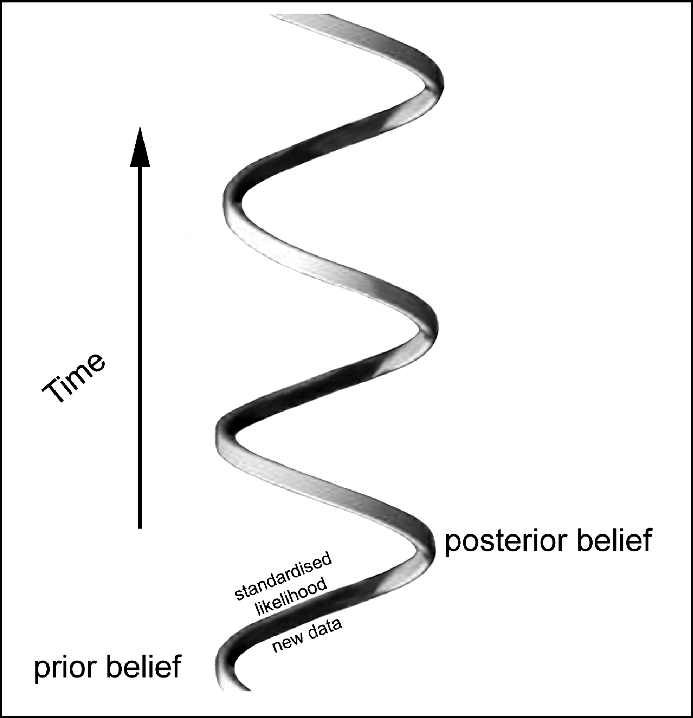 Time
posterior belief
standardised
likelihood
new data
prior belief